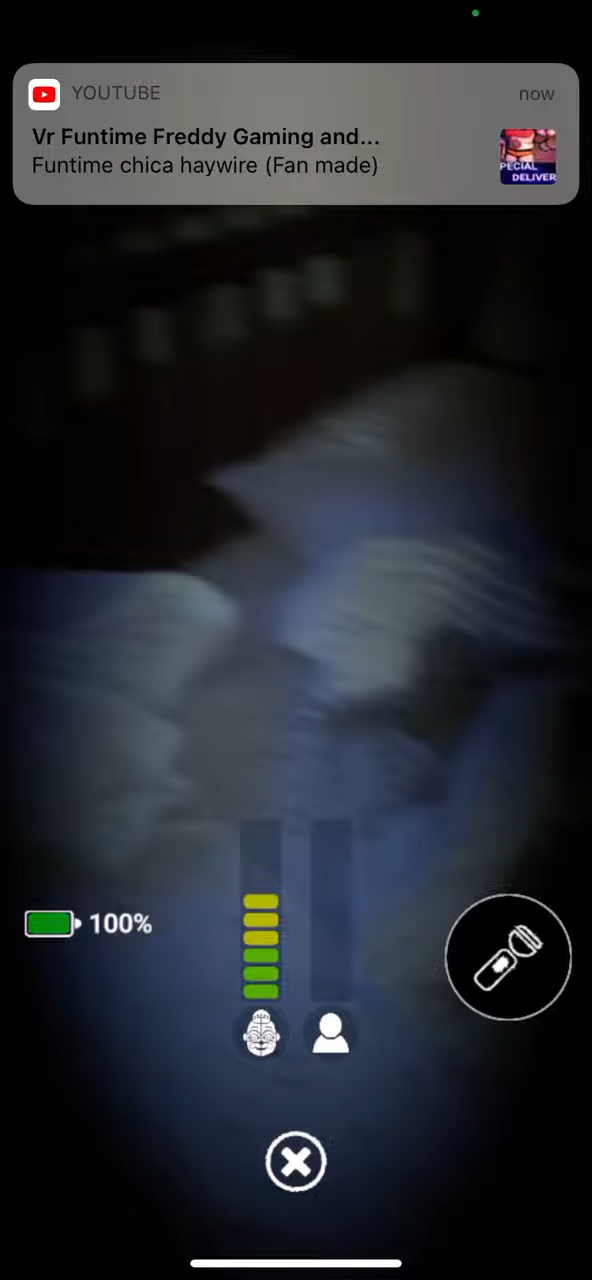 YOUTUBE
now
Vr Funtime Freddy Gaming and...
Funtime chica haywire (Fan made)
PECIAL
DELIVER
100%